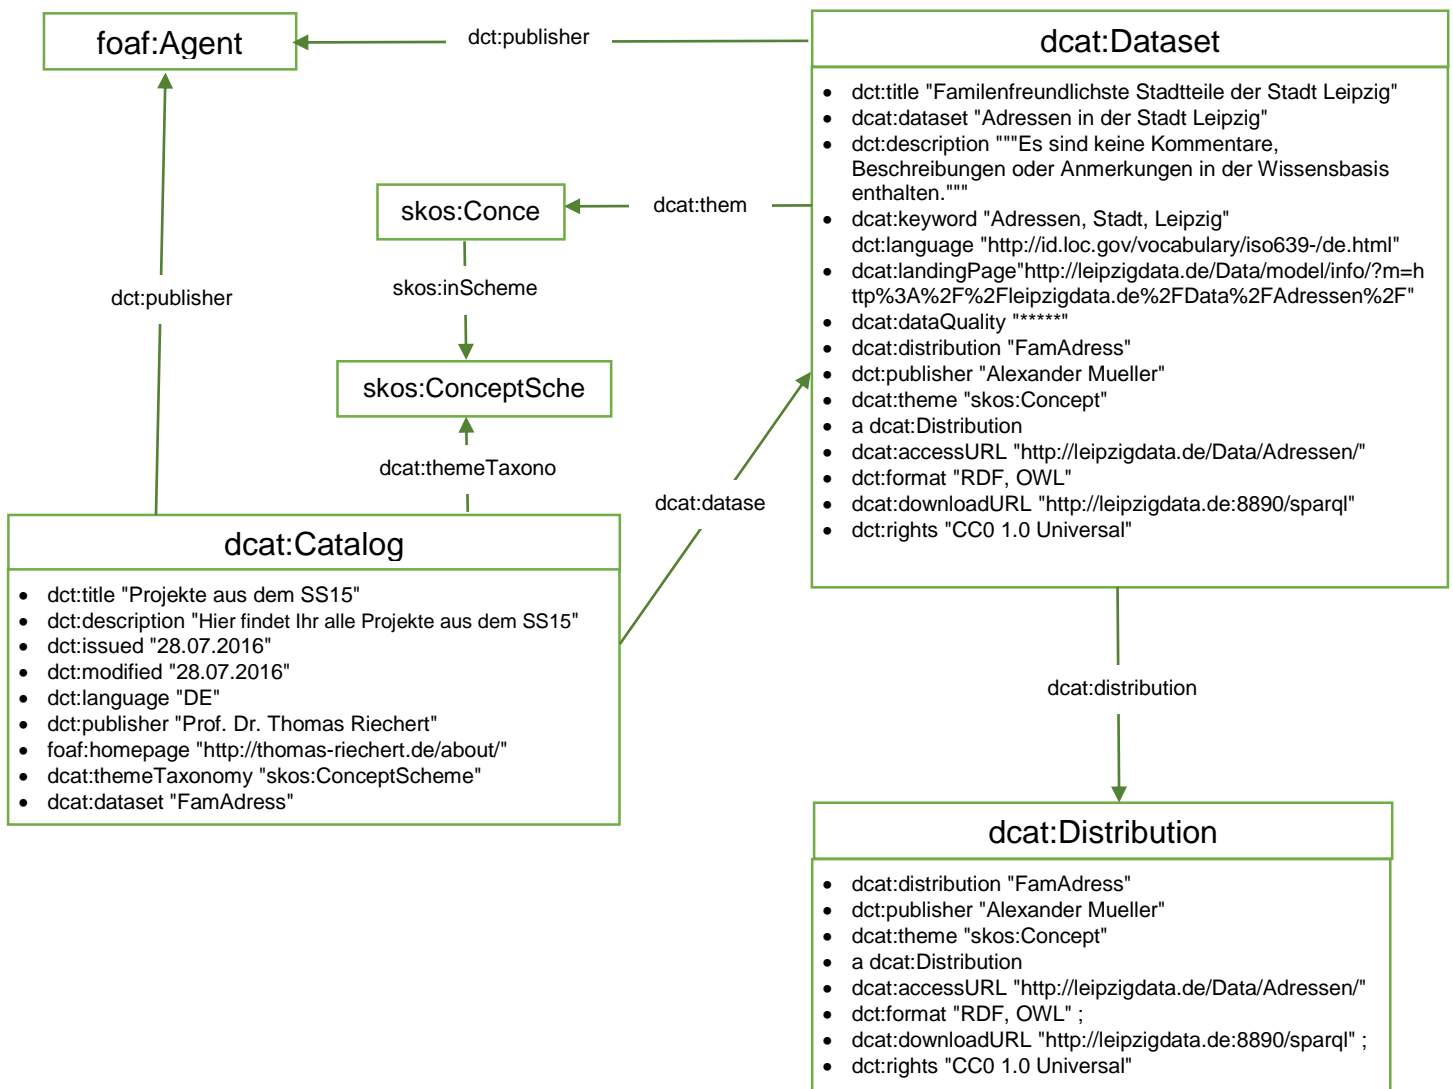 foaf:Agent
dct:publisher
dcat:Dataset
• dct:title "Familenfreundlichste Stadtteile der Stadt Leipzig"
• dcat:dataset "Adressen in der Stadt Leipzig"
• dct:description """Es sind keine Kommentare,
Beschreibungen oder Anmerkungen in der Wissensbasis
enthalten."""
• dcat:keyword "Adressen, Stadt, Leipzig"
dct:language "http://id.loc.gov/vocabulary/iso639-/de.html"
• dcat:landingPage"http://leipzigdata.de/Data/model/info/?m=h
ttp%3A%2F%2Fleipzigdata.de%2FData%2FAdressen%2F"
• dcat:dataQuality "*****"
• dcat:distribution "FamAdress"
• dct:publisher "Alexander Mueller"
• dcat:theme "skos:Concept"
• a dcat:Distribution
• dcat:accessURL "http://leipzigdata.de/Data/Adressen/"
• dct:format "RDF, OWL"
• dcat:downloadURL "http://leipzigdata.de:8890/sparql"
• dct:rights "CC0 1.0 Universal"
skos:Conce
dcat:them
skos:inScheme
dct:publisher
skos:ConceptSche
dcat:themeTaxono
dcat:datase
dcat:Catalog
• dct:title "Projekte aus dem SS15"
• dct:description "Hier findet Ihr alle Projekte aus dem SS15"
• dct:issued "28.07.2016"
• dct:modified "28.07.2016"
• dct:language "DE"
• dct:publisher "Prof. Dr. Thomas Riechert"
• foaf:homepage "http://thomas-riechert.de/about/"
• dcat:themeTaxonomy "skos:ConceptScheme"
• dcat:dataset "FamAdress"
dcat:distribution
dcat:Distribution
• dcat:distribution "FamAdress"
• dct:publisher "Alexander Mueller"
• dcat:theme "skos:Concept"
• a dcat:Distribution
• dcat:accessURL "http://leipzigdata.de/Data/Adressen/"
• dct:format "RDF, OWL" ;
• dcat:downloadURL "http://leipzigdata.de:8890/sparql" ;
• dct:rights "CC0 1.0 Universal"